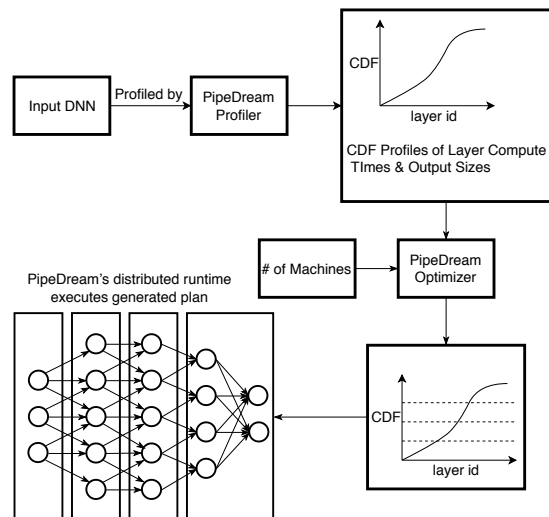 Input DNN
Profiled by
PipeDream
Profiler
CDF
layer id
CDF Profiles of Layer Compute
TImes & Output Sizes
# of Machines
PipeDream
Optimizer
PipeDream's distributed runtime
executes generated plan
CDF
layer id